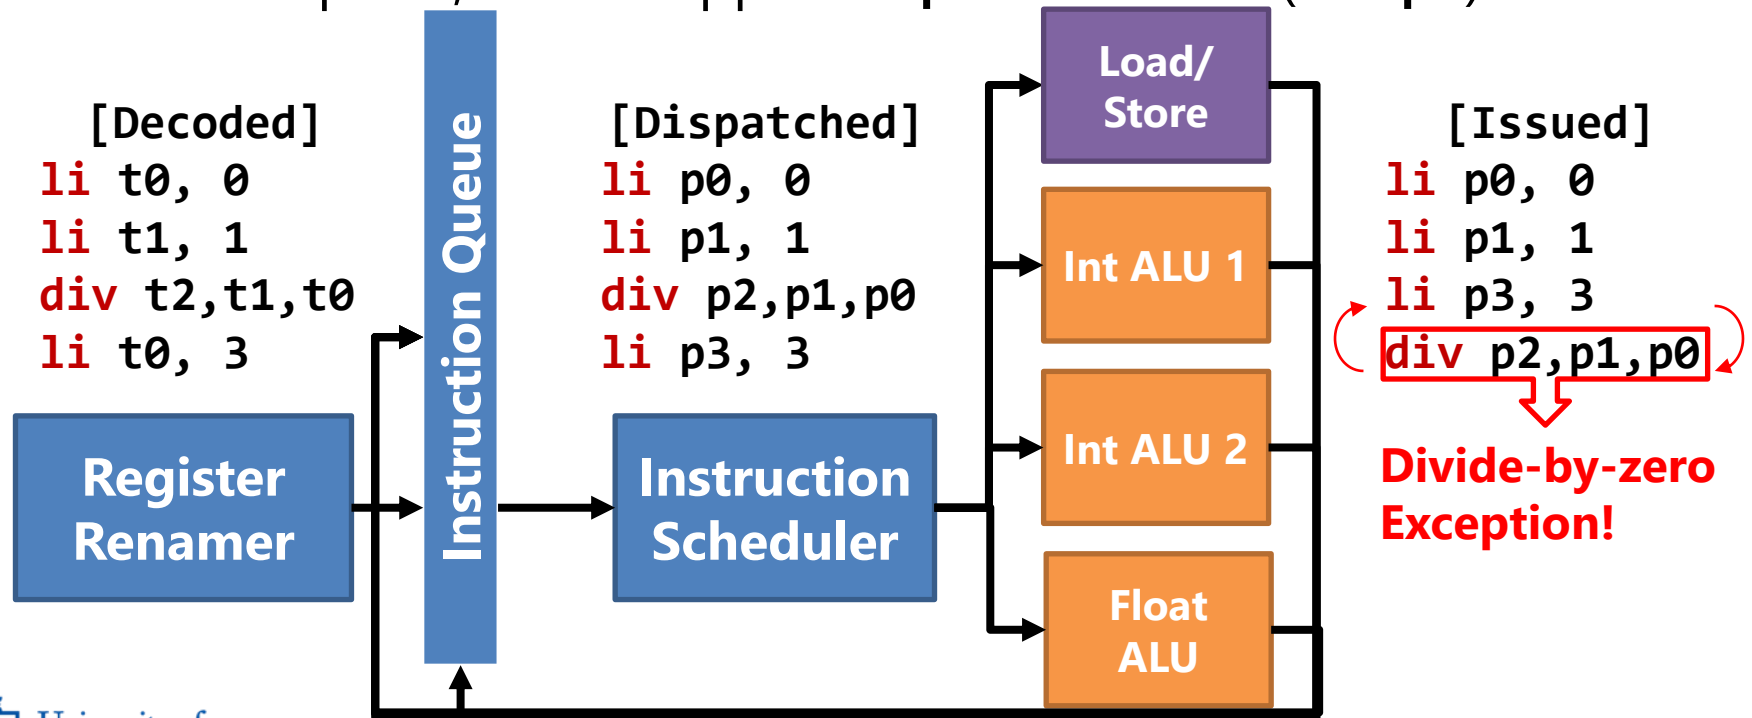 [Decoded]
li t0, 0
li t1, 1
div t2,t1,t0
li t0, 3
Register
Renamer
Instruction Queue
[Dispatched]
li p0, 0
li p1, 1
div p2,p1,p0
li p3, 3
Instruction
Scheduler
Load/
Store
Int ALU 1
Int ALU 2
Float
ALU
[Issued]
li p0, 0
li p1, 1
li p3, 3
div p2,p1,p0
Divide-by-zero
Exception!